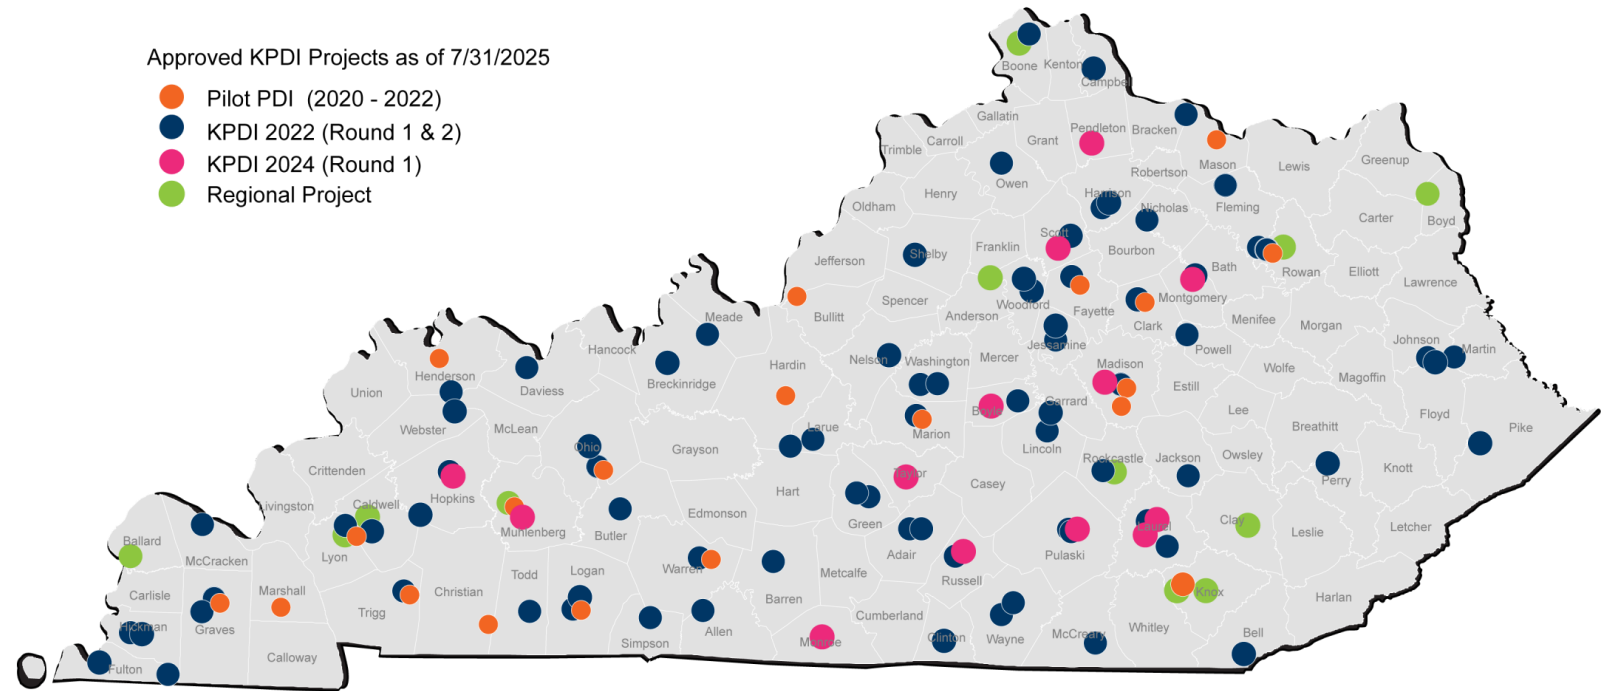 Approved KPDI Projects as of 7/31/2025
Pilot PDI (2020 - 2022)
KPDI 2022 (Round 1 & 2)
KPDI 2024 (Round 1)
Regional Project
Boone
Kenton
Campbell
Gallatin
Carroll
Trimble
Grant
Pendleton
Bracken
Mason
Lewis
Greenup
Robertson
Owen
Henry
Oldham
Harrison
Nicholas
Fleming
Carter
Boyd
Scott
Franklin
Shelby
Jefferson
Bourbon
Bath
Rowan
Elliott
Lawrence
Spencer
Anderson
Woodford
Fayette
Montgomery
Clark
Menifee
Morgan
Bullitt
Meade
Hancock
Breckinridge
Hardin
Nelson
Washington
Mercer
Jessamine
Madison
Powell
Estill
Wolfe
Magoffin
Johnson
Martin
Henderson
Union
Daviess
Webster
McLean
Ohio
Grayson
Larue
Marion
Boyle
Garrard
Lincoln
Lee
Breathitt
Floyd
Pike
Crittenden
Livingston
Caldwell
Hopkins
Muhlenberg
Butler
Edmonson
Hart
Green
Taylor
Casey
Rockcastle
Jackson
Owsley
Perry
Knott
Letcher
Ballard
McCracken
Lyon
Adair
Pulaski
Laurel
Clay
Leslie
Carlisle
Marshall
Trigg
Christian
Todd
Logan
Warren
Barren
Metcalfe
Russell
Cumberland
Knox
Harlan
Hickman
Graves
Fulton
Calloway
Simpson
Allen
Monroe
Clinton
Wayne
McCreary
Whitley
Bell